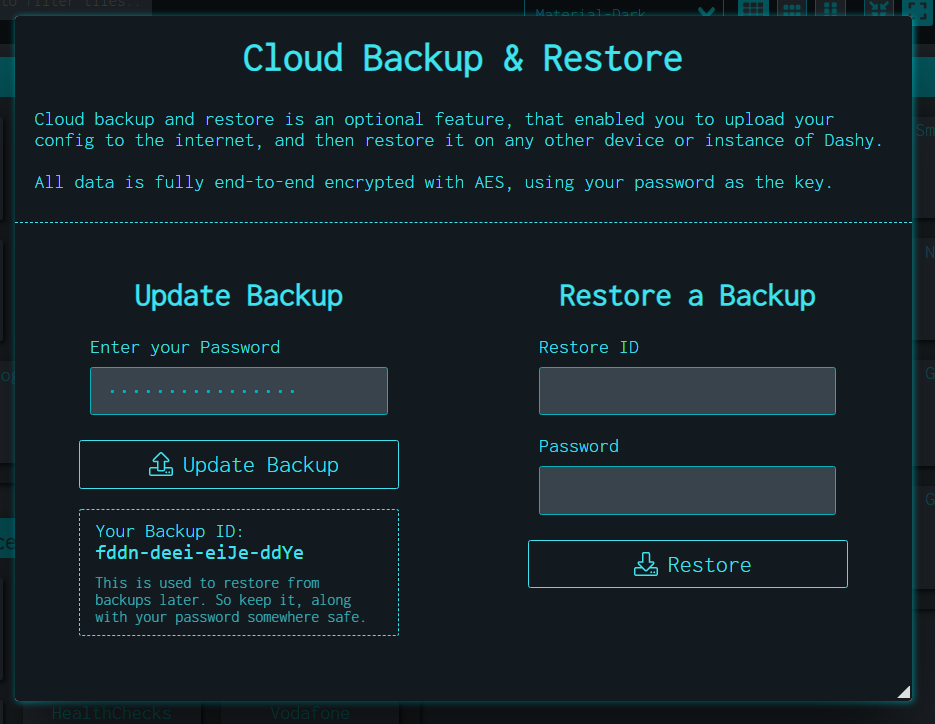 to filter tiles..
Material-Dark
Cloud Backup & Restore
Cloud backup and restore is an optional feature, that enabled you to upload your
config to the internet, and then restore it on any other device or instance of Dashy.
All data is fully end-to-end encrypted with AES, using your password as the key.
Update Backup
Enter your Password
Update Backup
Your Backup ID:
fddn-deei-eiJe-ddYe
This is used to restore from
backups later. So keep it, along
with your password somewhere safe.
Restore a Backup
Restore ID
Password
Restore
HealthChecks
Vodafone